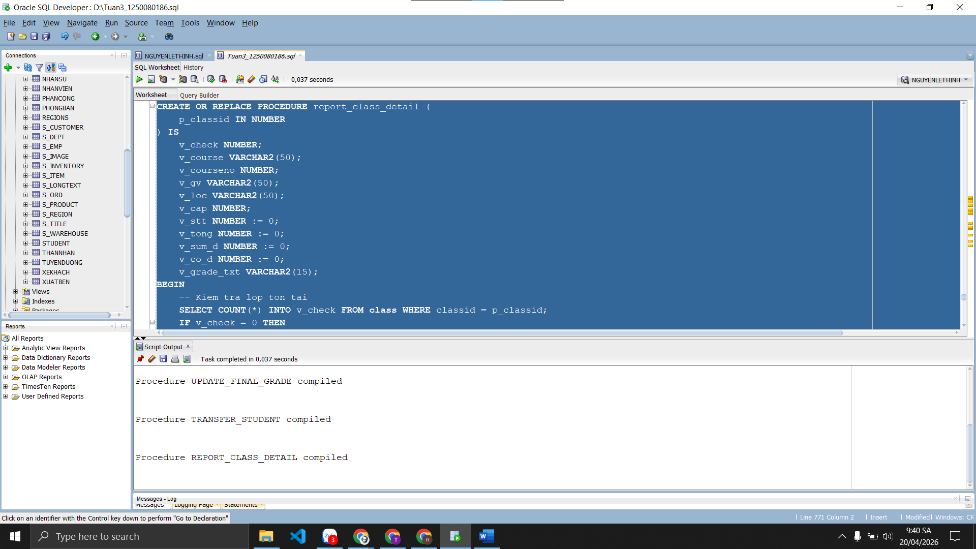 Oracle SQL Developer : D:\Tuan3_1250080186.sql
File Edit View Navigate Run Source Team Tools Window Help
Connections
NHANSU
NHANVIEN
PHANCONG
PHONGBAN
REGIONS
S_CUSTOMER
S_DEPT
S_EMP
S_IMAGE
S_INVENTORY
S_ITEM
S_LONGTEXT
S_ORD
S_PRODUCT
S_REGION
S_TITLE
S_WAREHOUSE
STUDENT
THANNHAN
TUYENDUONG
XEKHACH
XUATBEN
Views
Indexes
Packages
Reports
All Reports
Analytic View Reports
Data Dictionary Reports
Data Modeler Reports
OLAP Reports
TimesTen Reports
User Defined Reports
NGUYENLETHINH.sql
Tuan3_1250080186.sql
SQL Worksheet History
0,037 seconds
NGUYENLETHINH
Worksheet Query Builder
CREATE OR REPLACE PROCEDURE report_class_detail (
p_classid IN NUMBER
) IS
v_check NUMBER;
v_course VARCHAR2(50);
v_courseno NUMBER;
v_gv VARCHAR2(50);
v_loc VARCHAR2(50);
v_cap NUMBER;
v_stt NUMBER := 0;
v_tong NUMBER := 0;
v_sum_d NUMBER := 0;
v_co_d NUMBER := 0;
v_grade_txt VARCHAR2(15);
BEGIN
-- Kiem tra lop ton tai
SELECT COUNT(*) INTO v_check FROM class WHERE classid = p_classid;
IF v_check = 0 THEN
Script Output
Task completed in 0,037 seconds
Procedure UPDATE_FINAL_GRADE compiled
Procedure TRANSFER_STUDENT compiled
Procedure REPORT_CLASS_DETAIL compiled
Messages - Log
Messages Logging Page Statements
Click on an identifier with the Control key down to perform "Go to Declaration"
Line 771 Column 2 Insert Modified Windows: CF
Type here to search
9:40 SA
20/04/2026